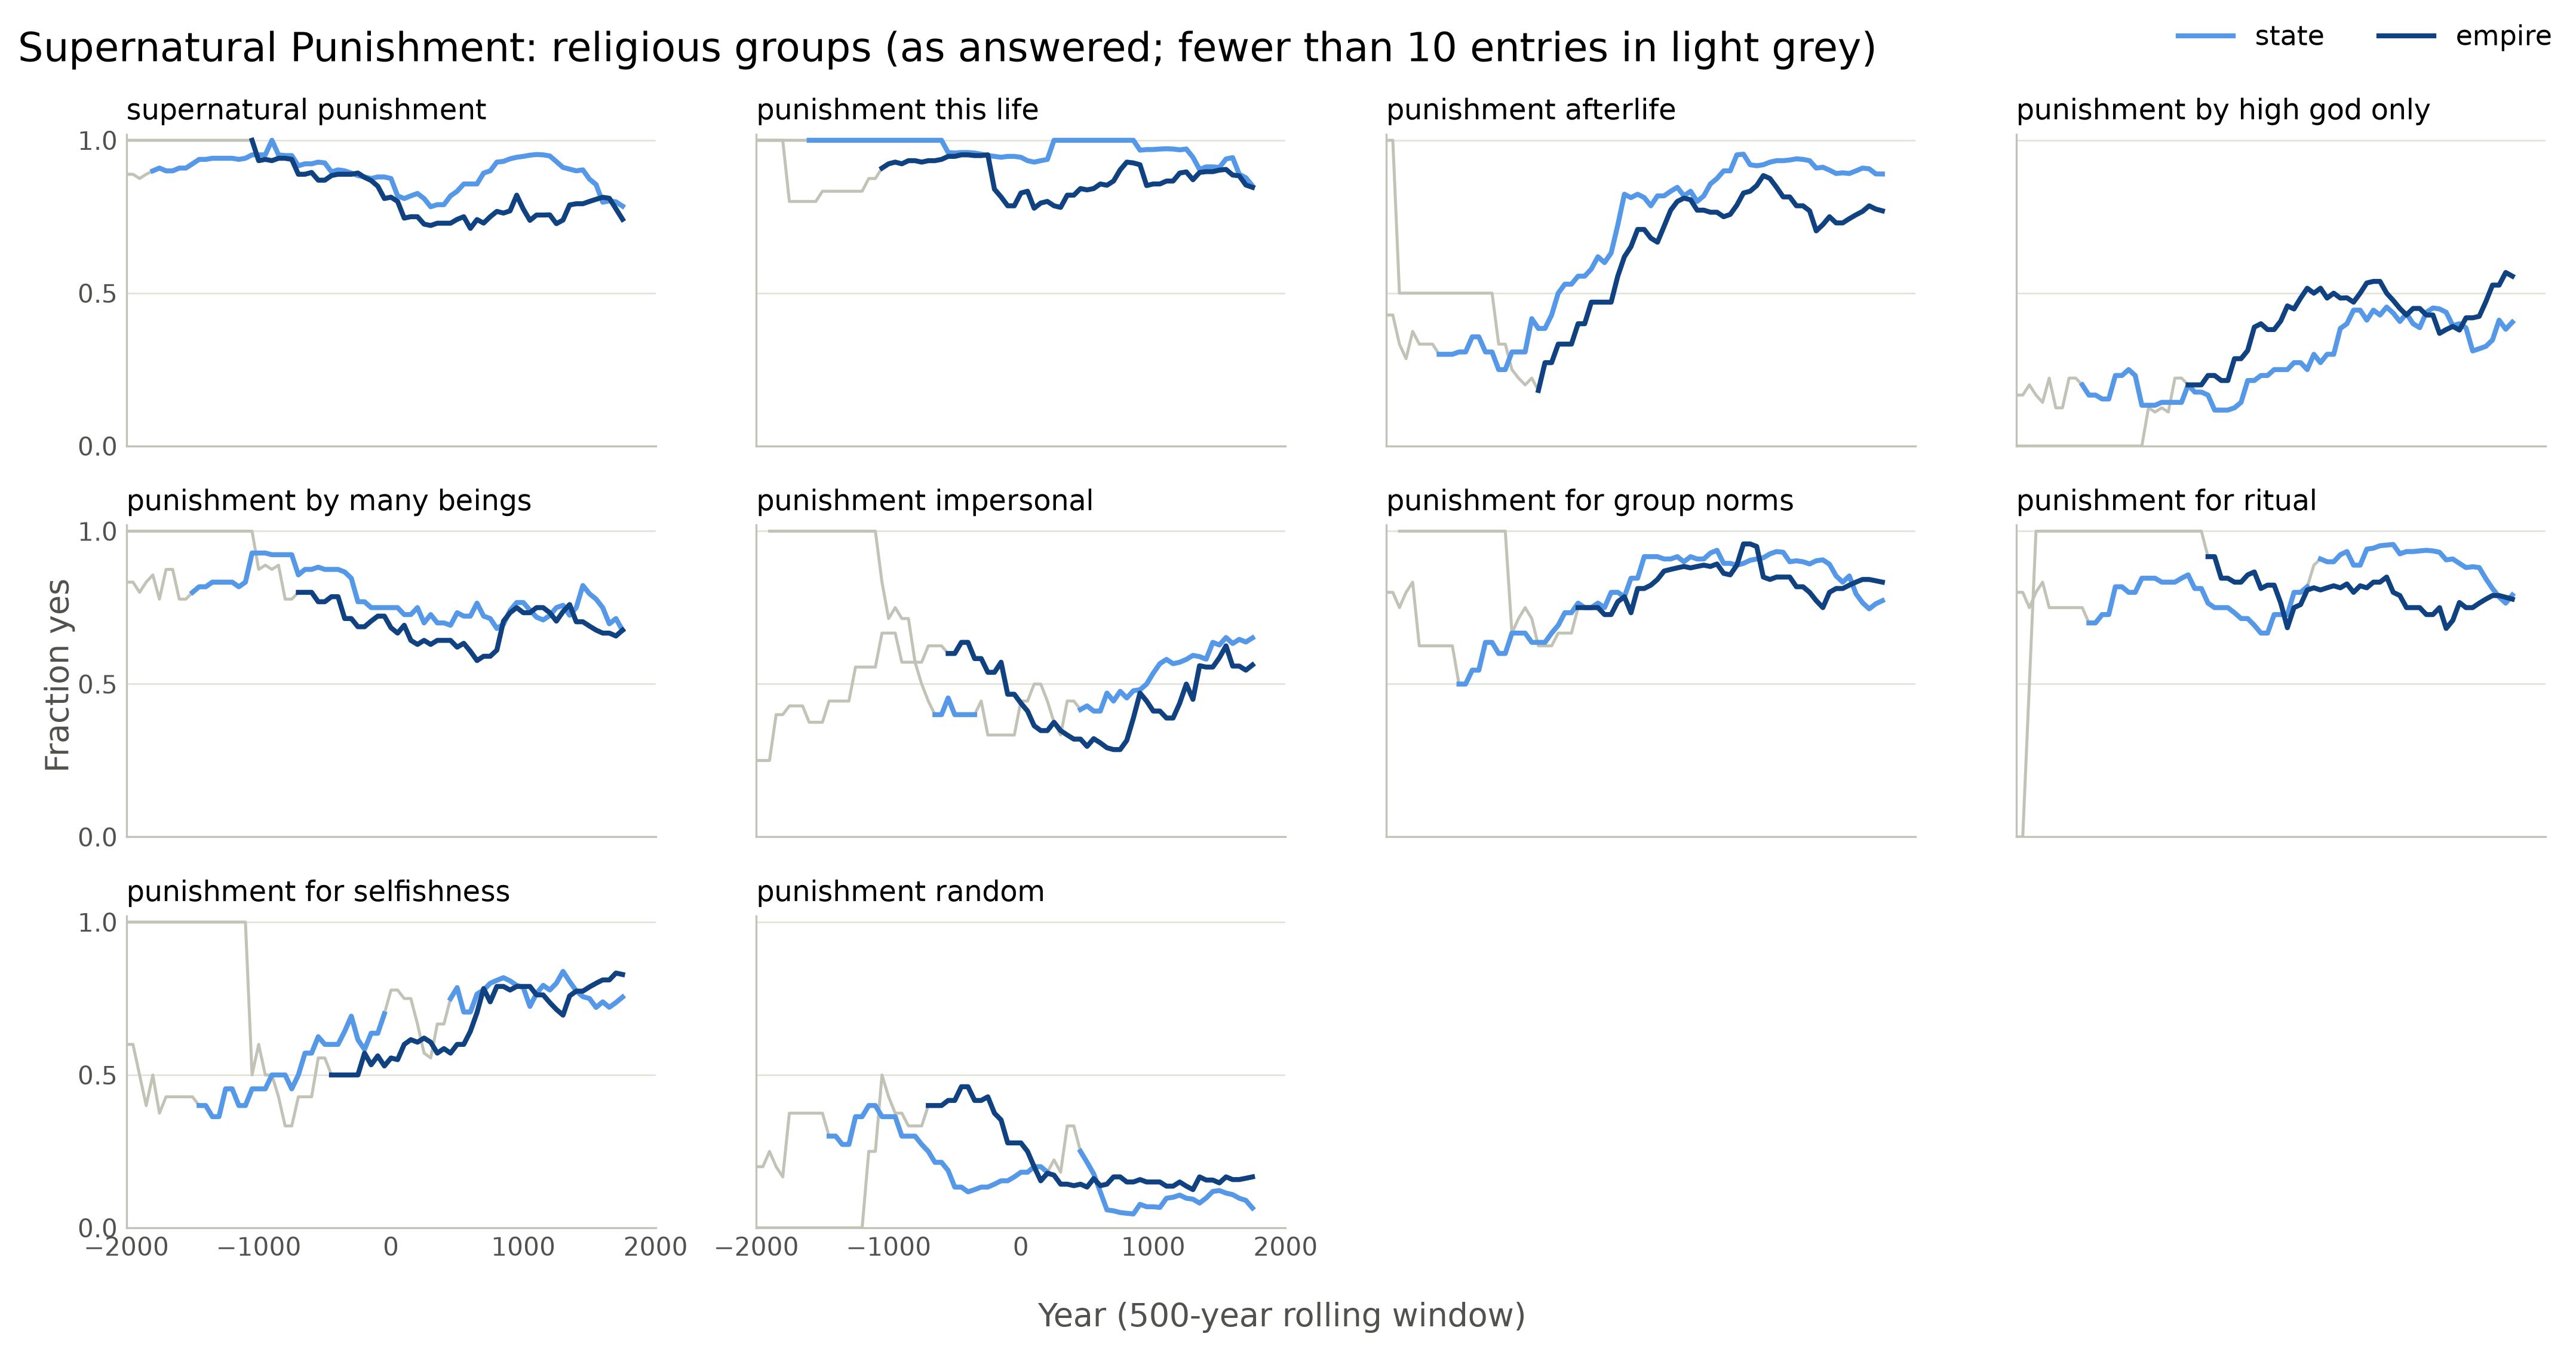 Supernatural Punishment: religious groups (as answered; fewer than 10 entries in light grey)
state
empire
supernatural punishment
punishment this life
punishment afterlife
punishment by high god only
1.0
0.5
0.0
punishment by many beings
punishment impersonal
punishment for group norms
punishment for ritual
1.0
0.5
0.0
Fraction yes
punishment for selfishness
punishment random
1.0
0.5
0.0
−2000 −1000 0 1000 2000
−2000 −1000 0 1000 2000
Year (500-year rolling window)